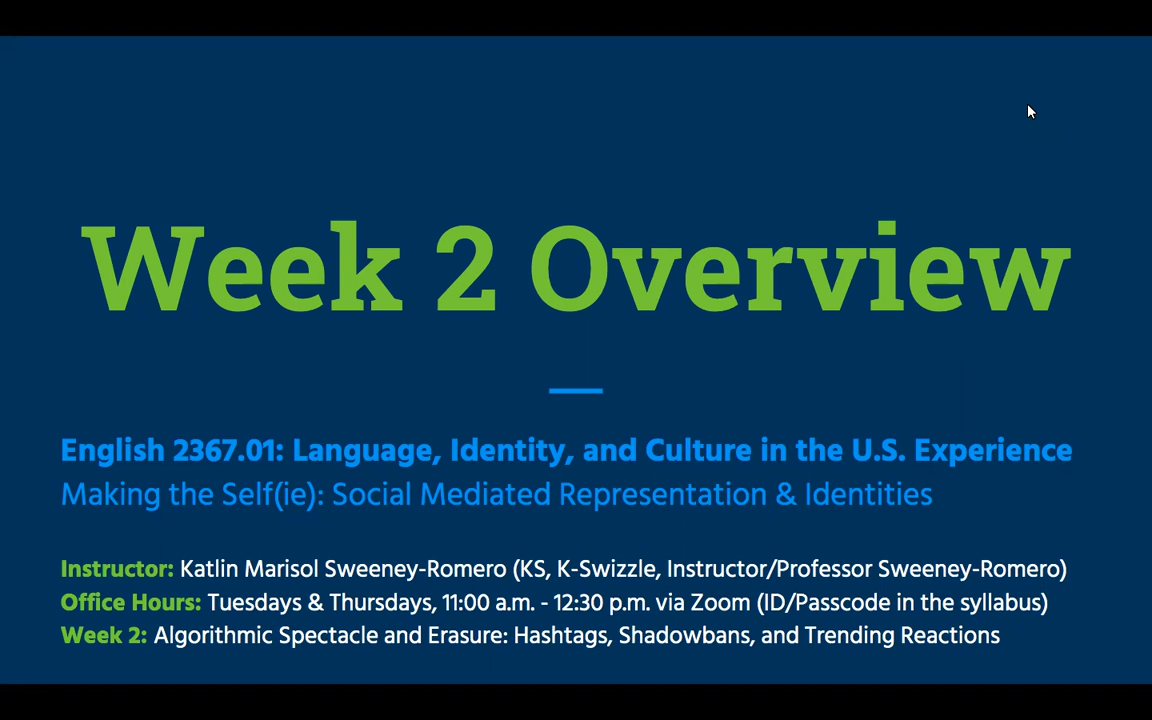 Week 2 Overview
English 2367.01: Language, Identity, and Culture in the U.S. Experience
Making the Self(ie): Social Mediated Representation & Identities
Instructor: Katlin Marisol Sweeney-Romero (KS, K-Swizzle, Instructor/Professor Sweeney-Romero)
Office Hours: Tuesdays & Thursdays, 11:00 a.m. - 12:30 p.m. via Zoom (ID/Passcode in the syllabus)
Week 2: Algorithmic Spectacle and Erasure: Hashtags, Shadowbans, and Trending Reactions